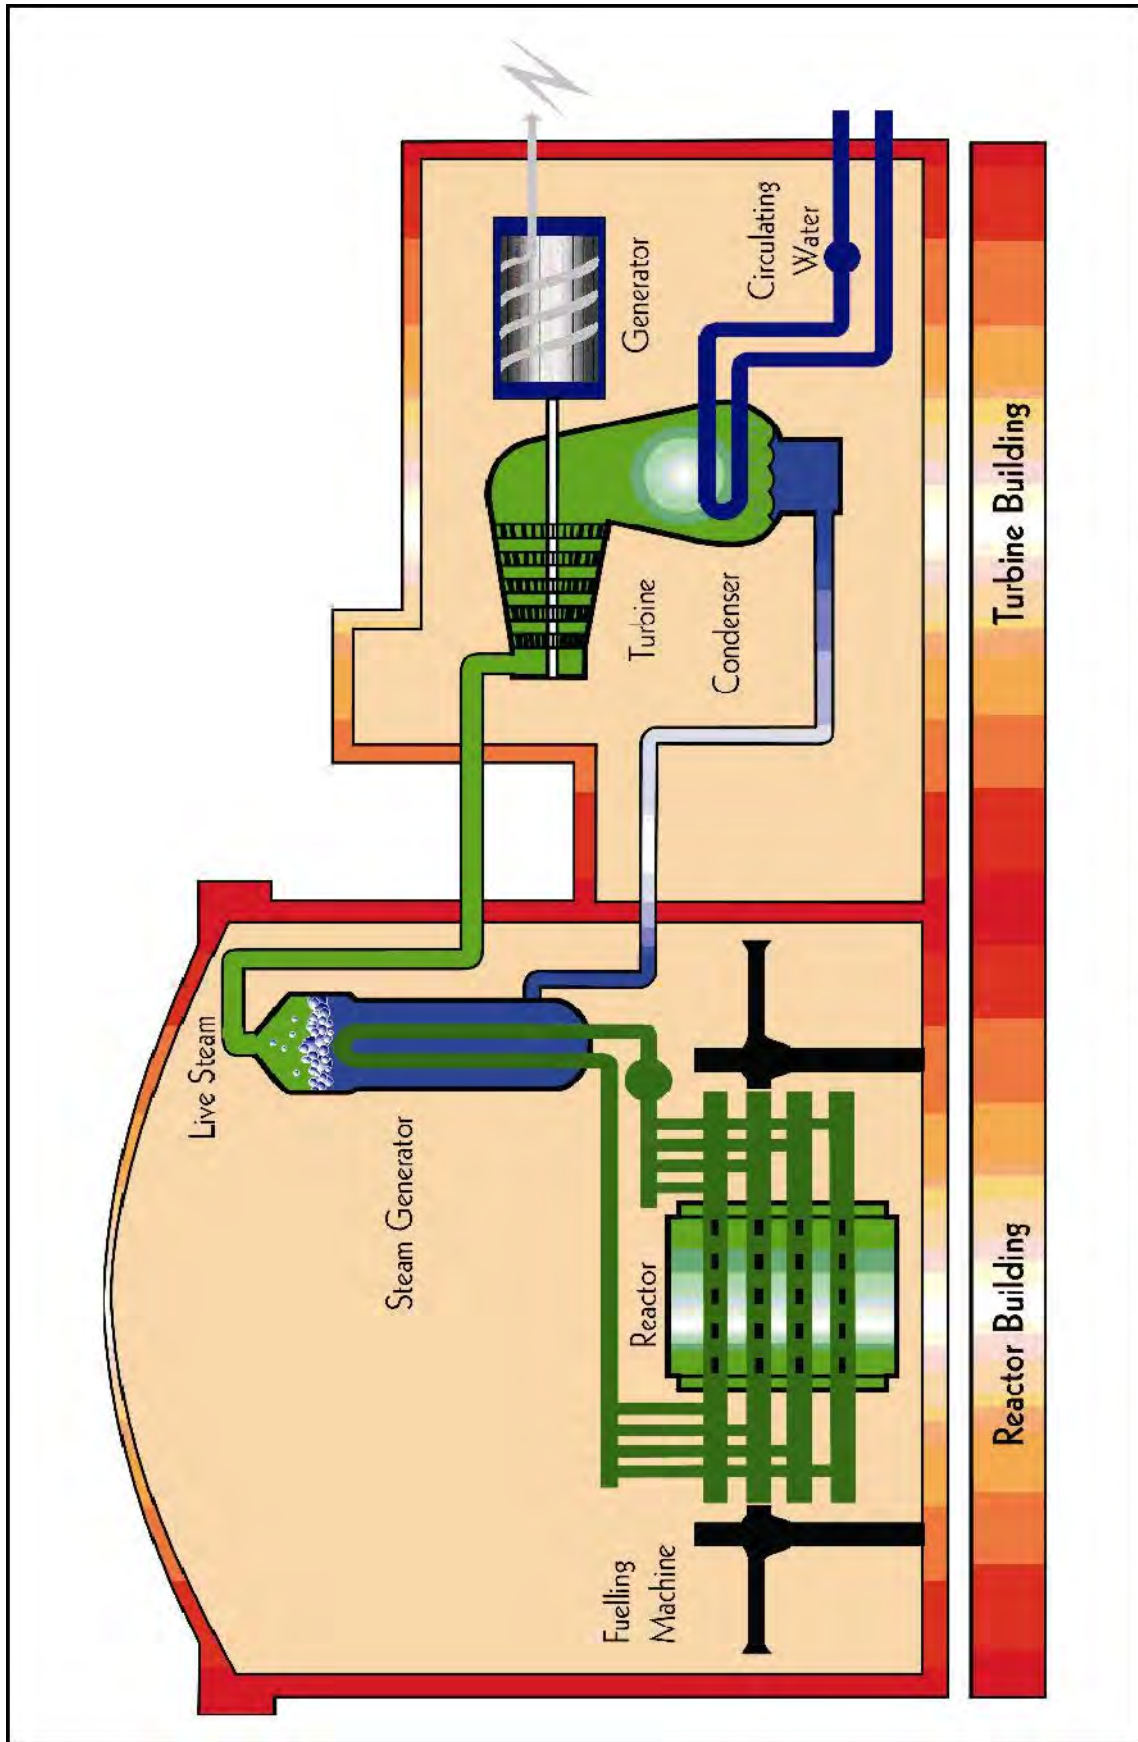 Live Steam
Steam Generator
Reactor
Fuelling
Machine
Turbine
Condenser
Generator
Circulating
Water
Reactor Building
Turbine Building